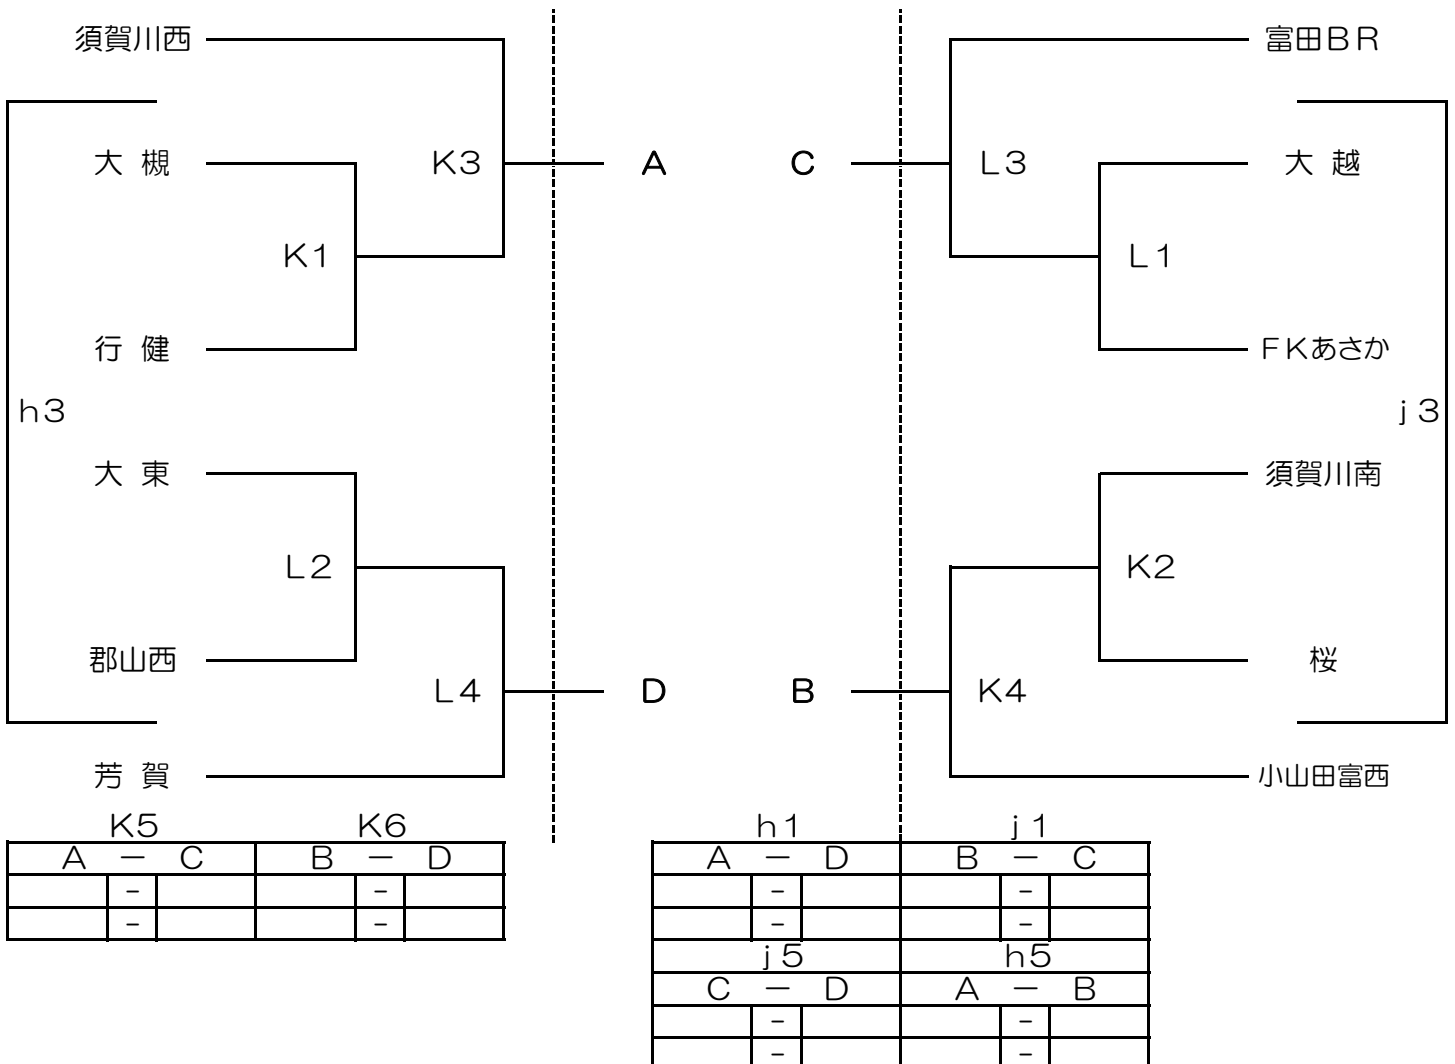 須賀川西 富田BR
大槻 K3 A C L3 大越
K1 L1
行健 FKあさか
h3 j3
大東 須賀川南
L2 K2
郡山西 桜
L4 D B K4
芳賀 小山田富西
K5 K6 h1 j1
A - C B - D A - D B - C
- - - -
- - - -
j5 h5
C - D A - B
- -
- -